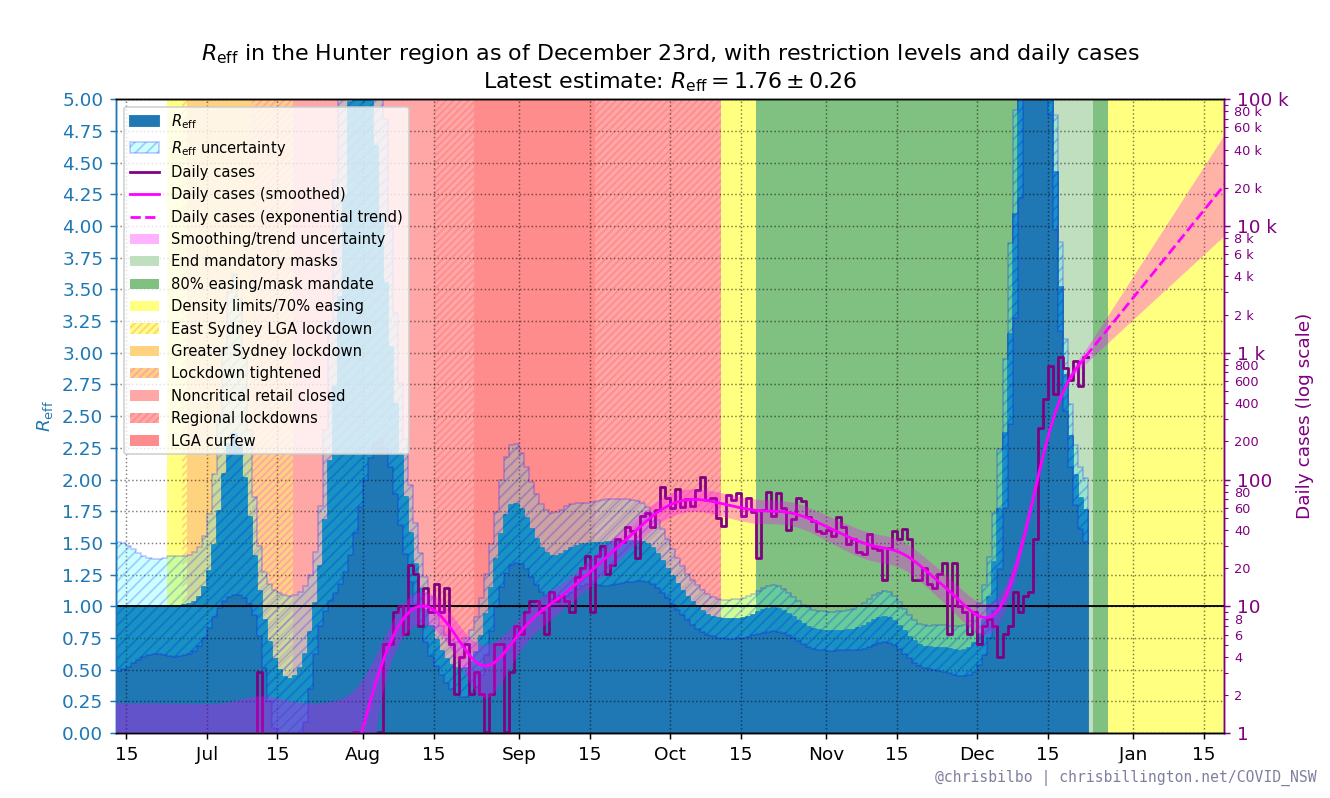 Reff in the Hunter region as of December 23rd, with restriction levels and daily cases
Latest estimate: Reff = 1.76 ± 0.26
5.00
4.75
4.50
4.25
4.00
3.75
3.50
3.25
3.00
2.75
2.50
2.25
2.00
1.75
1.50
1.25
1.00
0.75
0.50
0.25
0.00
Reff
Reff
Reff uncertainty
Daily cases
Daily cases (smoothed)
Daily cases (exponential trend)
Smoothing/trend uncertainty
End mandatory masks
80% easing/mask mandate
Density limits/70% easing
East Sydney LGA lockdown
Greater Sydney lockdown
Lockdown tightened
Noncritical retail closed
Regional lockdowns
LGA curfew
100 k
80 k
60 k
40 k
20 k
10 k
8 k
6 k
4 k
2 k
1 k
800
600
400
200
100
80
60
40
20
10
8
6
4
2
1
Daily cases (log scale)
15 Jul 15 Aug 15 Sep 15 Oct 15 Nov 15 Dec 15 Jan 15
@chrisbilbo | chrisbillington.net/COVID_NSW